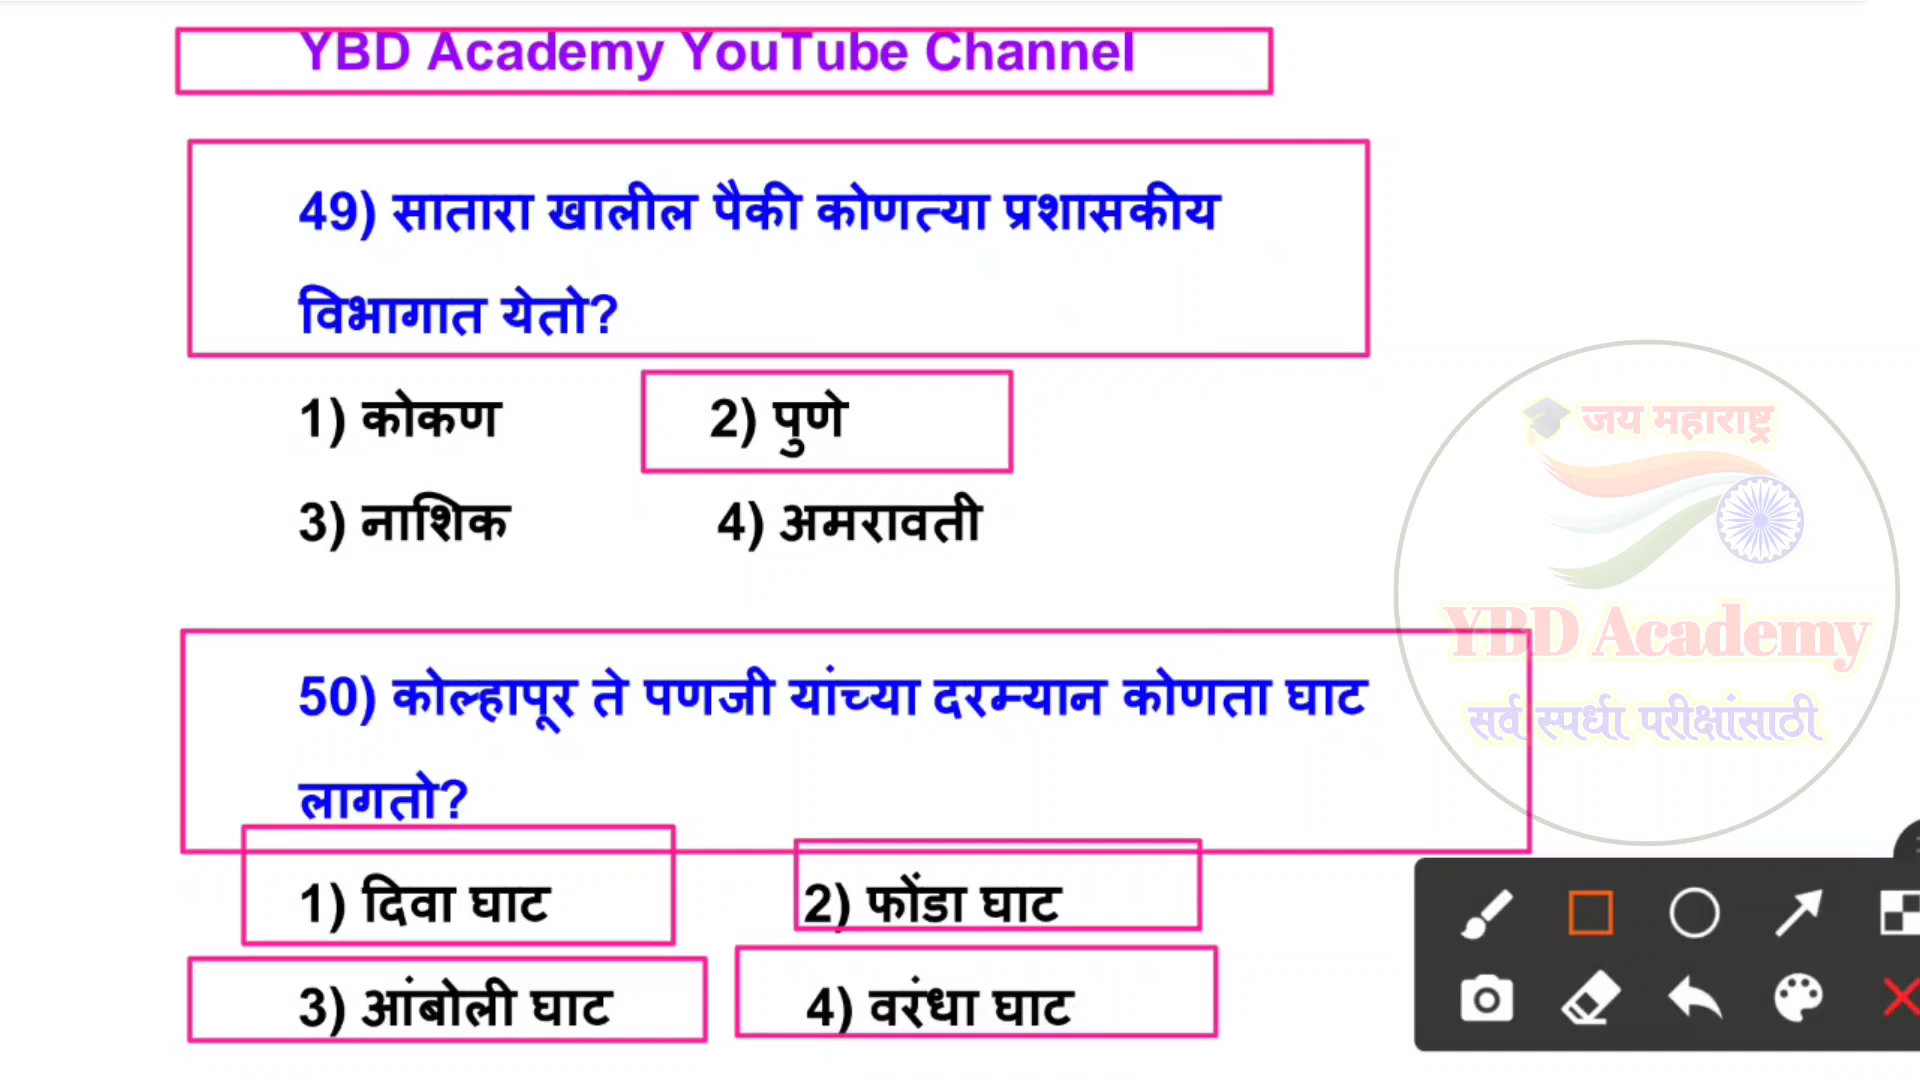 YBD Academy YouTube Channel
49) सातारा खालील पैकी कोणत्या प्रशासकीय
विभागात येतो?
1) कोकण 2) पुणे
3) नाशिक 4) अमरावती
50) कोल्हापूर ते पणजी यांच्या दरम्यान कोणता घाट
लागतो?
1) दिवा घाट 2) फोंडा घाट
3) आंबोली घाट 4) वरंधा घाट
जय महाराष्ट्र
YBD Academy
सर्व स्पर्धा परीक्षांसाठी